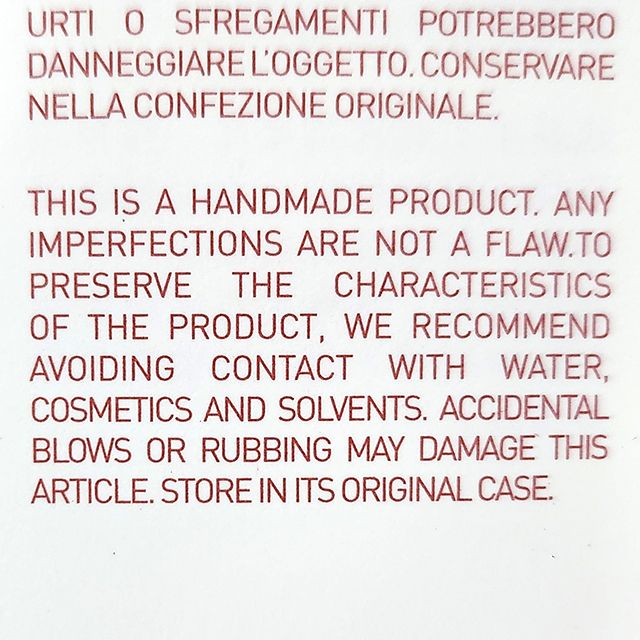 URTI O SFREGAMENTI POTREBBERO
DANNEGGIARE L'OGGETTO. CONSERVARE
NELLA CONFEZIONE ORIGINALE.
THIS IS A HANDMADE PRODUCT. ANY
IMPERFECTIONS ARE NOT A FLAW.TO
PRESERVE THE CHARACTERISTICS
OF THE PRODUCT, WE RECOMMEND
AVOIDING CONTACT WITH WATER,
COSMETICS AND SOLVENTS. ACCIDENTAL
BLOWS OR RUBBING MAY DAMAGE THIS
ARTICLE. STORE IN ITS ORIGINAL CASE.